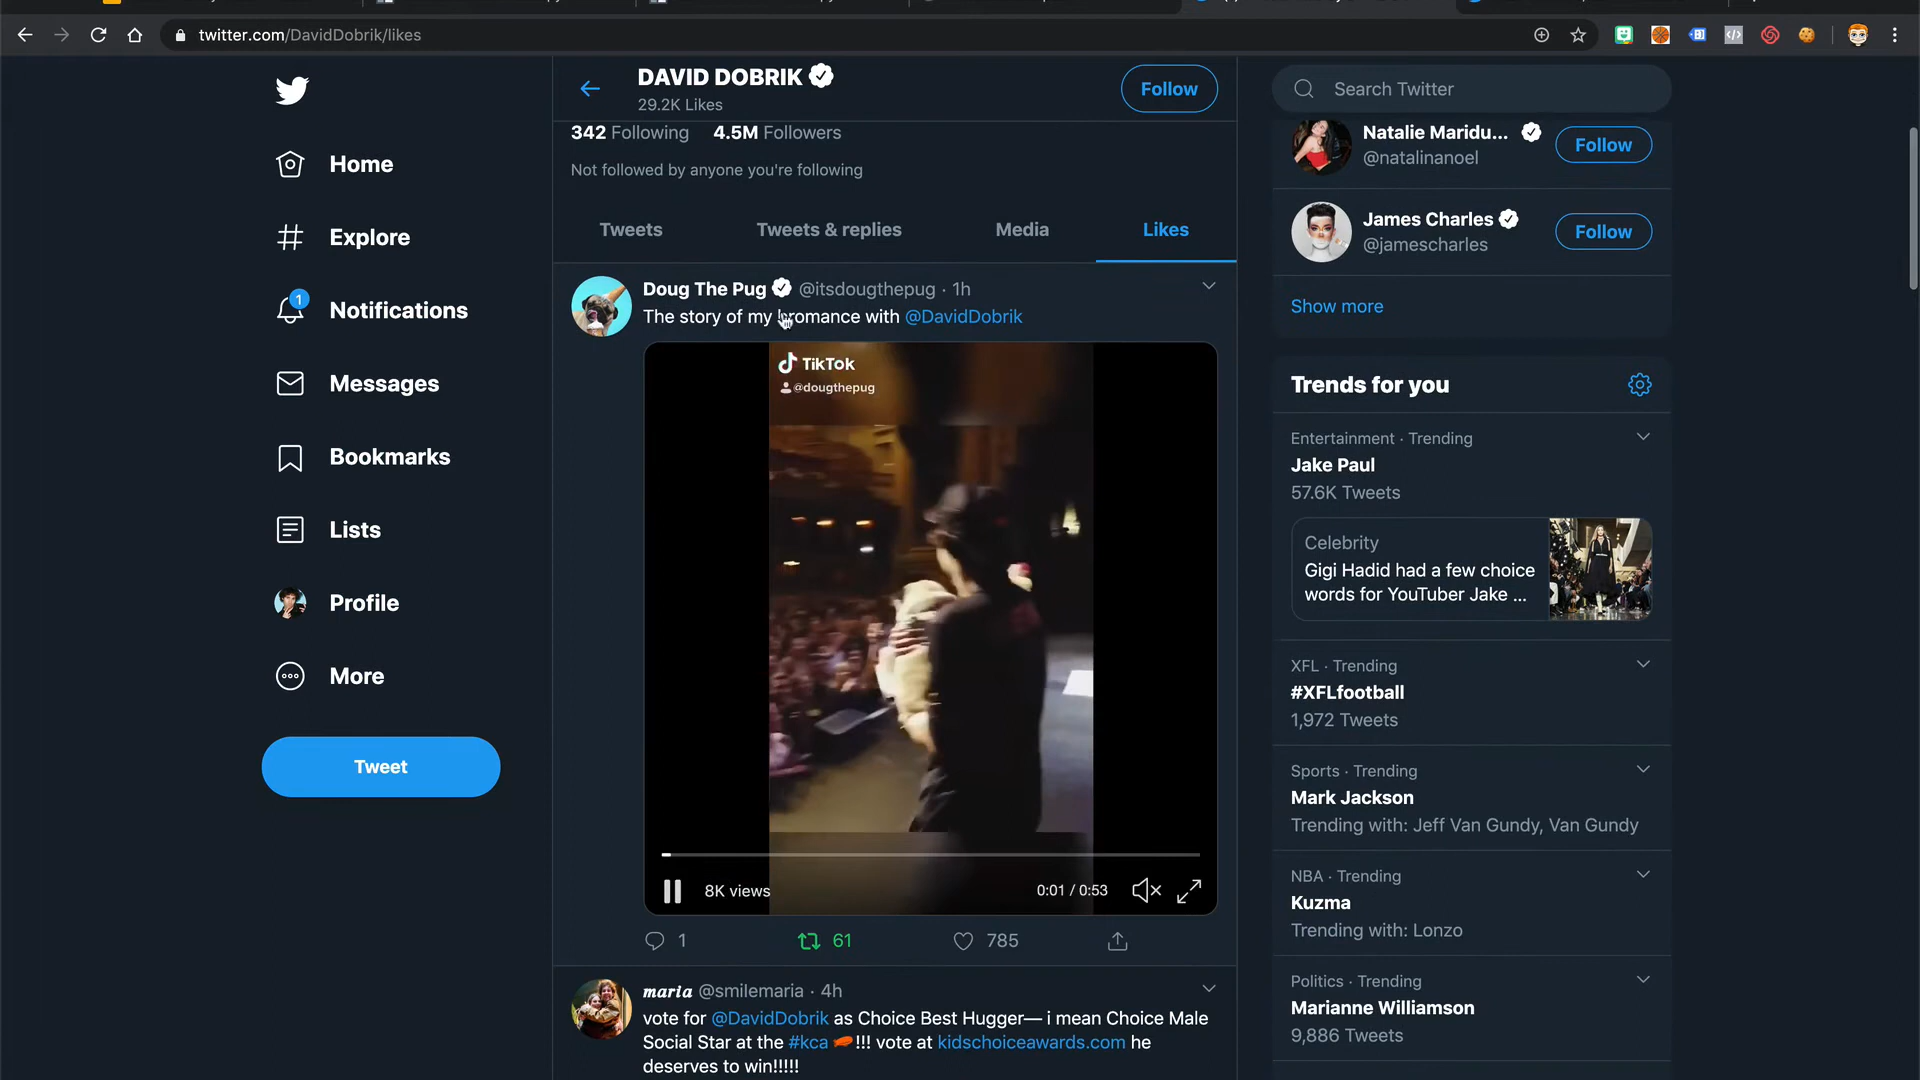 twitter.com/DavidDobrik/likes
Home
Explore
1
Notifications
Messages
Bookmarks
Lists
Profile
More
Tweet
DAVID DOBRIK
29.2K Likes
Follow
342 Following 4.5M Followers
Not followed by anyone you're following
Tweets Tweets & replies Media Likes
Doug The Pug @itsdougthepug · 1h
The story of my bromance with @DavidDobrik
TikTok
@dougthepug
8K views 0:01 / 0:53
1 61 785
maria @smilemaria · 4h
vote for @DavidDobrik as Choice Best Hugger— i mean Choice Male
Social Star at the #kca !!! vote at kidschoiceawards.com he
deserves to win!!!!!
Search Twitter
Natalie Maridu...
@natalinanoel
Follow
James Charles
@jamescharles
Follow
Show more
Trends for you
Entertainment · Trending
Jake Paul
57.6K Tweets
Celebrity
Gigi Hadid had a few choice
words for YouTuber Jake ...
XFL · Trending
#XFLfootball
1,972 Tweets
Sports · Trending
Mark Jackson
Trending with: Jeff Van Gundy, Van Gundy
NBA · Trending
Kuzma
Trending with: Lonzo
Politics · Trending
Marianne Williamson
9,886 Tweets